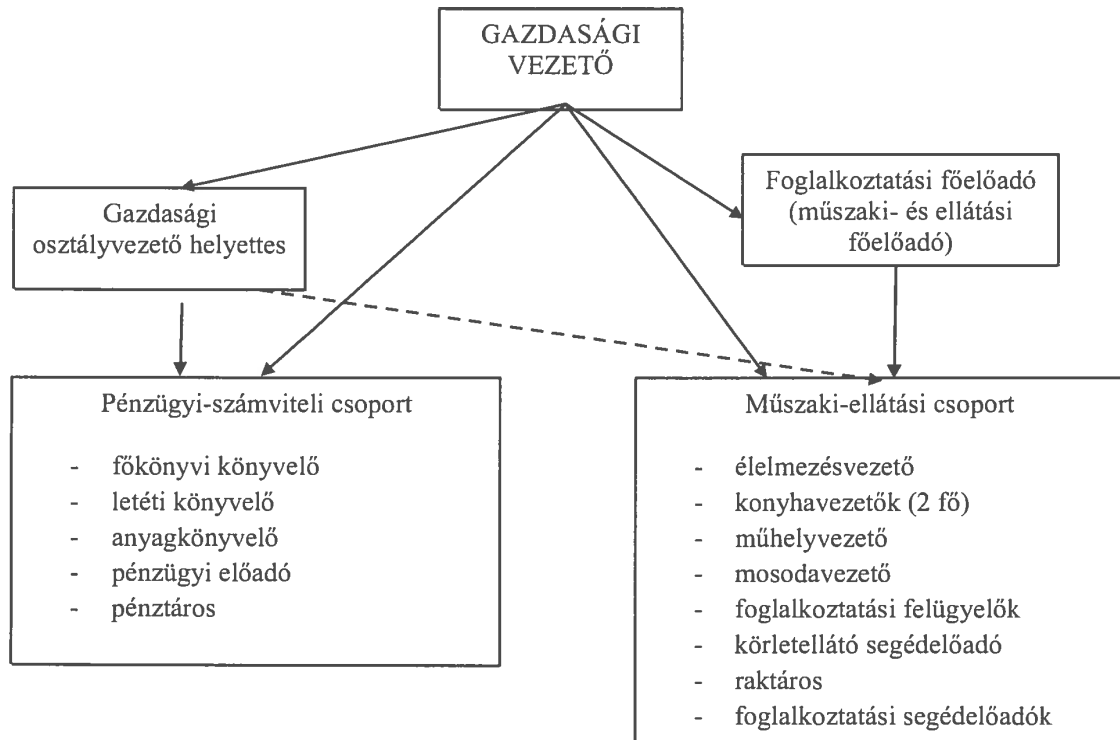 GAZDASÁGI
VEZETŐ
Gazdasági
osztályvezető helyettes
Foglalkoztatási főelőadó
(műszaki- és ellátási
főelőadó)
Pénzügyi-számviteli csoport
- főkönyvi könyvelő
- letéti könyvelő
- anyagkönyvelő
- pénzügyi előadó
- pénztáros
Műszaki-ellátási csoport
- élelmezésvezető
- konyhavezetők (2 fő)
- műhelyvezető
- mosodavezető
- foglalkoztatási felügyelők
- körletellátó segédelőadó
- raktáros
- foglalkoztatási segédelőadók